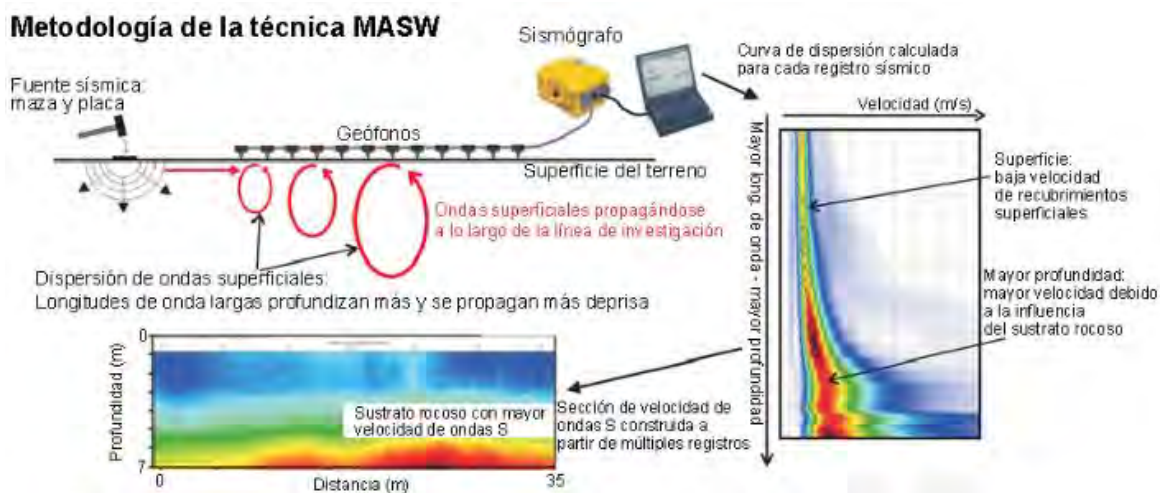 Metodología de la técnica MASW
Sismógrafo
Curva de dispersión calculada
para cada registro sísmico
Fuente sísmica:
maza y placa
Velocidad (m/s)
Geófonos
Superficie del terreno
Ondas superficiales propagándose
a lo largo de la línea de investigación
Dispersión de ondas superficiales:
Longitudes de onda largas profundizan más y se propagan más deprisa
Mayor long. de onda - mayor profundidad
Superficie:
baja velocidad
de recubrimientos
superficiales
Mayor profundidad:
mayor velocidad debido
a la influencia
del sustrato rocoso
0
Profundidad (m)
7
Sustrato rocoso con mayor
velocidad de ondas S
0
Distancia (m)
35
Sección de velocidad de
ondas S construida a
partir de múltiples registros